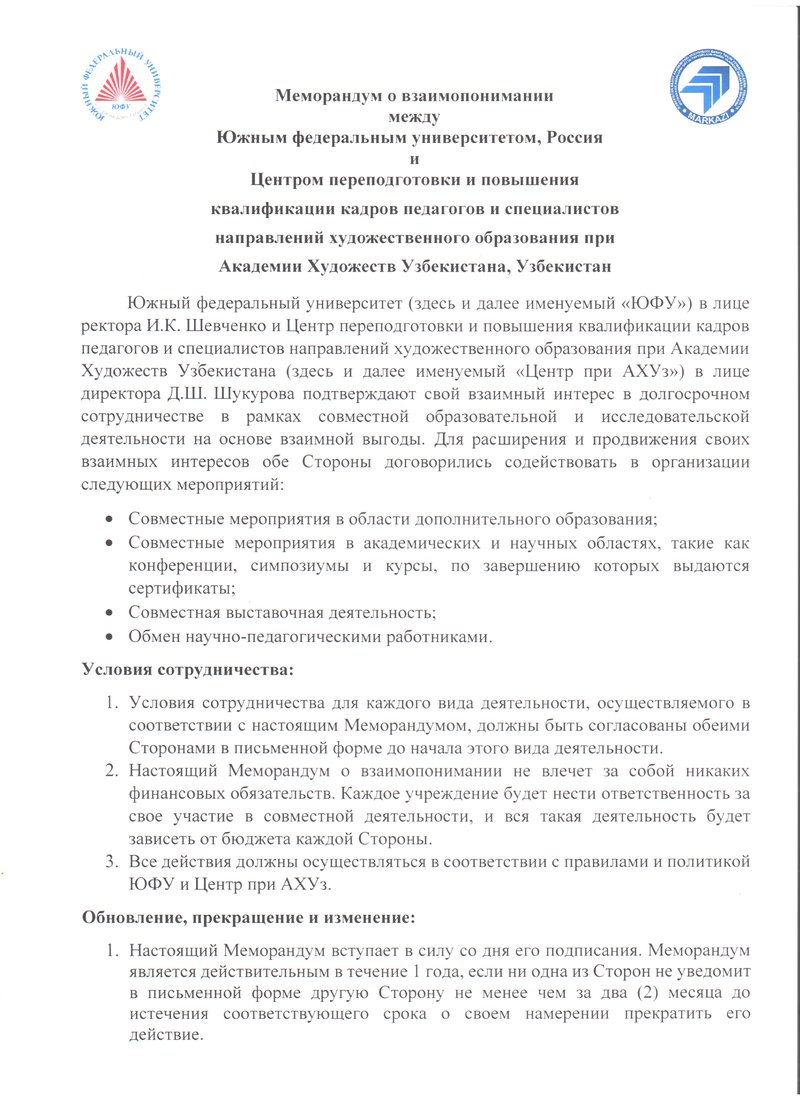 ЮЖНЫЙ ФЕДЕРАЛЬНЫЙ УНИВЕРСИТЕТ
ЮФУ
MARKAZI
Меморандум о взаимопонимании
между
Южным федеральным университетом, Россия
и
Центром переподготовки и повышения
квалификации кадров педагогов и специалистов
направлений художественного образования при
Академии Художеств Узбекистана, Узбекистан
Южный федеральный университет (здесь и далее именуемый «ЮФУ») в лице
ректора И.К. Шевченко и Центр переподготовки и повышения квалификации кадров
педагогов и специалистов направлений художественного образования при Академии
Художеств Узбекистана (здесь и далее именуемый «Центр при АХУз») в лице
директора Д.Ш. Шукурова подтверждают свой взаимный интерес в долгосрочном
сотрудничестве в рамках совместной образовательной и исследовательской
деятельности на основе взаимной выгоды. Для расширения и продвижения своих
взаимных интересов обе Стороны договорились содействовать в организации
следующих мероприятий:
• Совместные мероприятия в области дополнительного образования;
• Совместные мероприятия в академических и научных областях, такие как
конференции, симпозиумы и курсы, по завершению которых выдаются
сертификаты;
• Совместная выставочная деятельность;
• Обмен научно-педагогическими работниками.
Условия сотрудничества:
1. Условия сотрудничества для каждого вида деятельности, осуществляемого в
соответствии с настоящим Меморандумом, должны быть согласованы обеими
Сторонами в письменной форме до начала этого вида деятельности.
2. Настоящий Меморандум о взаимопонимании не влечет за собой никаких
финансовых обязательств. Каждое учреждение будет нести ответственность за
свое участие в совместной деятельности, и вся такая деятельность будет
зависеть от бюджета каждой Стороны.
3. Все действия должны осуществляться в соответствии с правилами и политикой
ЮФУ и Центр при АХУз.
Обновление, прекращение и изменение:
1. Настоящий Меморандум вступает в силу со дня его подписания. Меморандум
является действительным в течение 1 года, если ни одна из Сторон не уведомит
в письменной форме другую Сторону не менее чем за два (2) месяца до
истечения соответствующего срока о своем намерении прекратить его
действие.